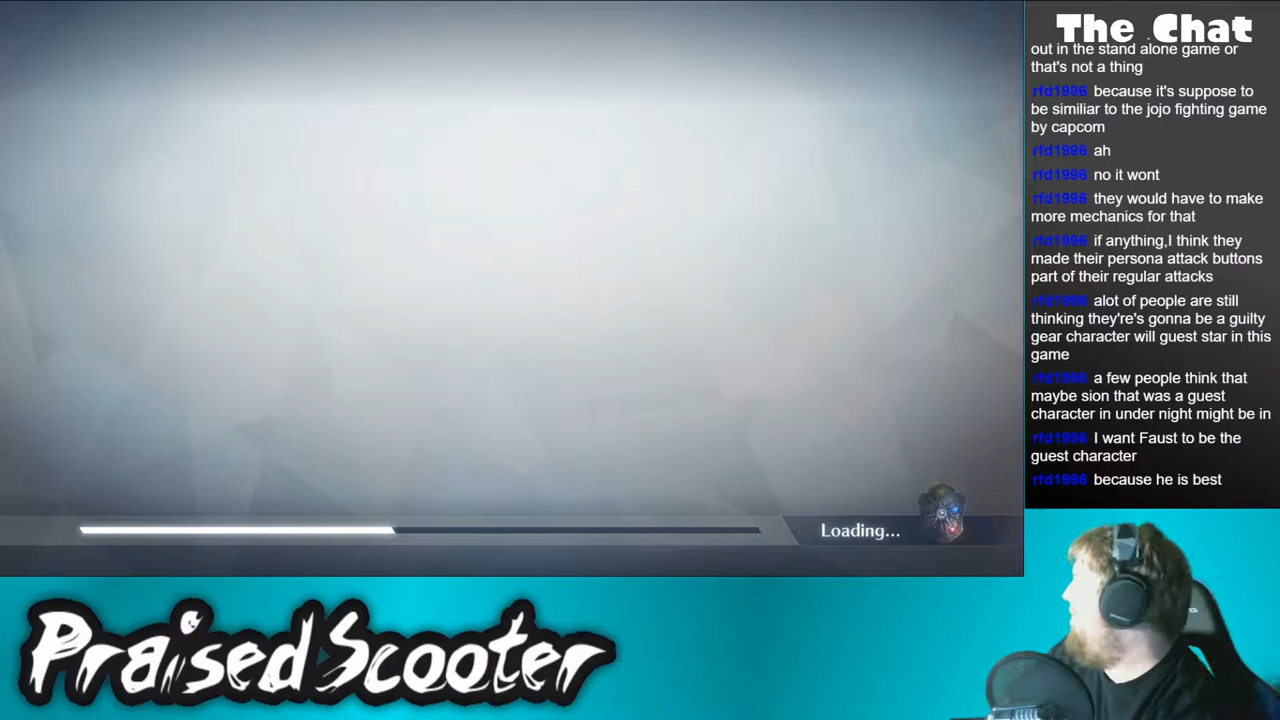 The Chat
out in the stand alone game or
that's not a thing
rfd1996 because it's suppose to
be similiar to the jojo fighting game
by capcom
rfd1996 ah
rfd1996 no it wont
rfd1996 they would have to make
more mechanics for that
rfd1996 if anything,I think they
made their persona attack buttons
part of their regular attacks
rfd1996 alot of people are still
thinking they're's gonna be a guilty
gear character will guest star in this
game
rfd1996 a few people think that
maybe sion that was a guest
character in under night might be in
rfd1996 I want Faust to be the
guest character
rfd1996 because he is best
Loading...
PraisedScooter